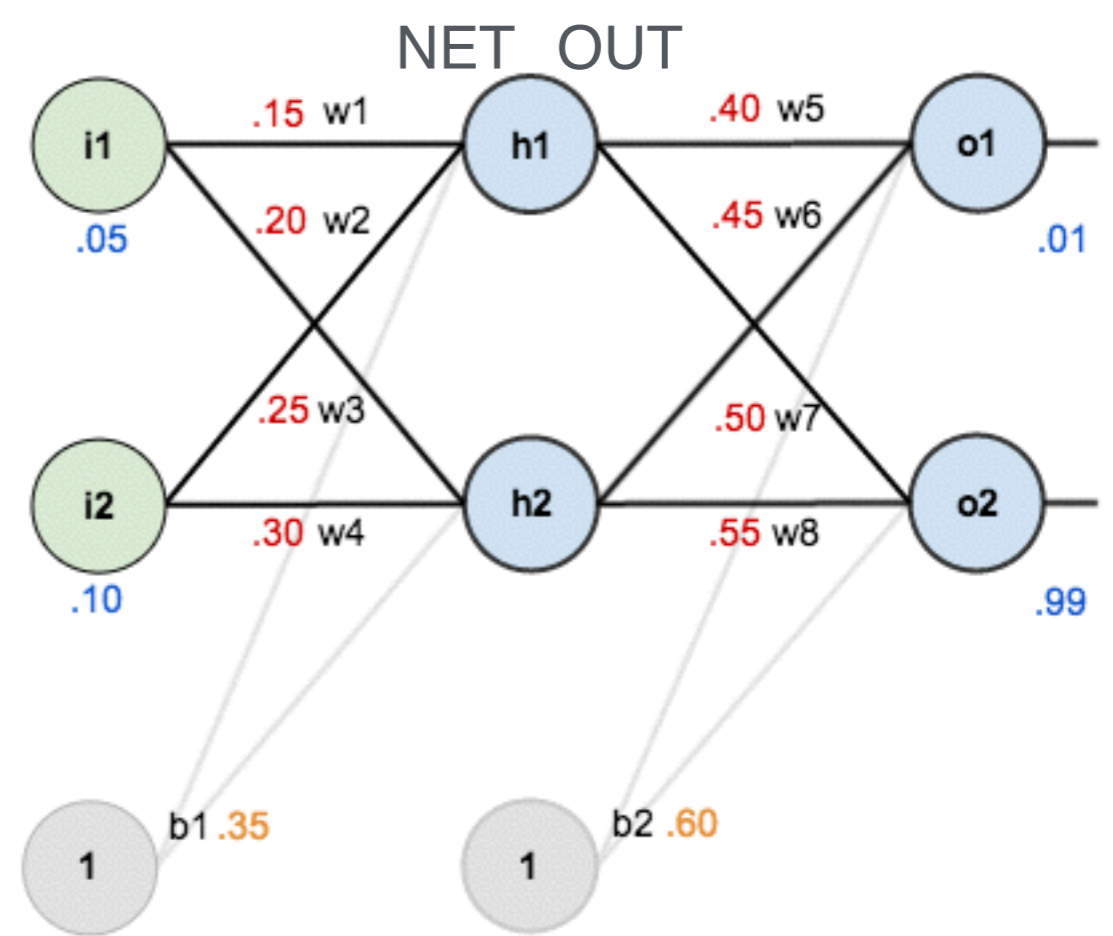 NET OUT
.15 w1
.40 w5
i1
h1
o1
.20 w2
.45 w6
.05
.01
.25 w3
.50 w7
i2
h2
o2
.30 w4
.55 w8
.10
.99
b1 .35
b2 .60
1
1